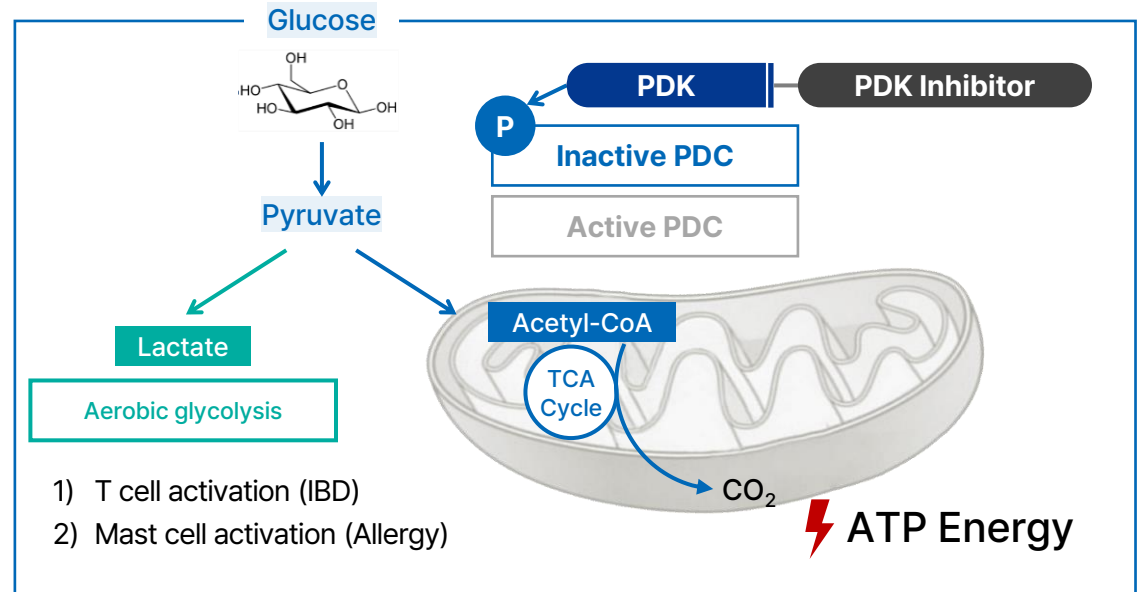 Glucose
OH
HO
O
HO
OH
OH
PDK
PDK Inhibitor
P
Inactive PDC
Pyruvate
Active PDC
Acetyl-CoA
Lactate
TCA
Cycle
Aerobic glycolysis
CO₂
1) T cell activation (IBD)
2) Mast cell activation (Allergy)
ATP Energy